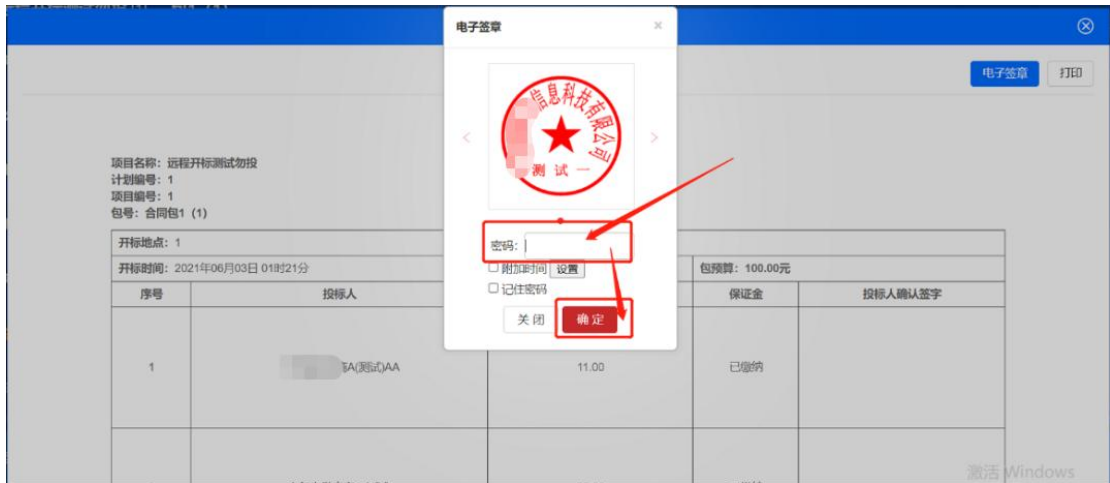 电子签章
×
电子签章
打印
信息科技有限公司
测试一
项目名称：远程开标测试勿投
计划编号：1
项目编号：1
包号：合同包1 (1)
密码：
附加时间 设置
记住密码
关闭 确定
开标地点：1
开标时间：2021年06月03日 01时21分
包预算：100.00元
序号 投标人 保证金 投标人确认签字
1 A(测试)AA 11.00 已缴纳
激活 Windows